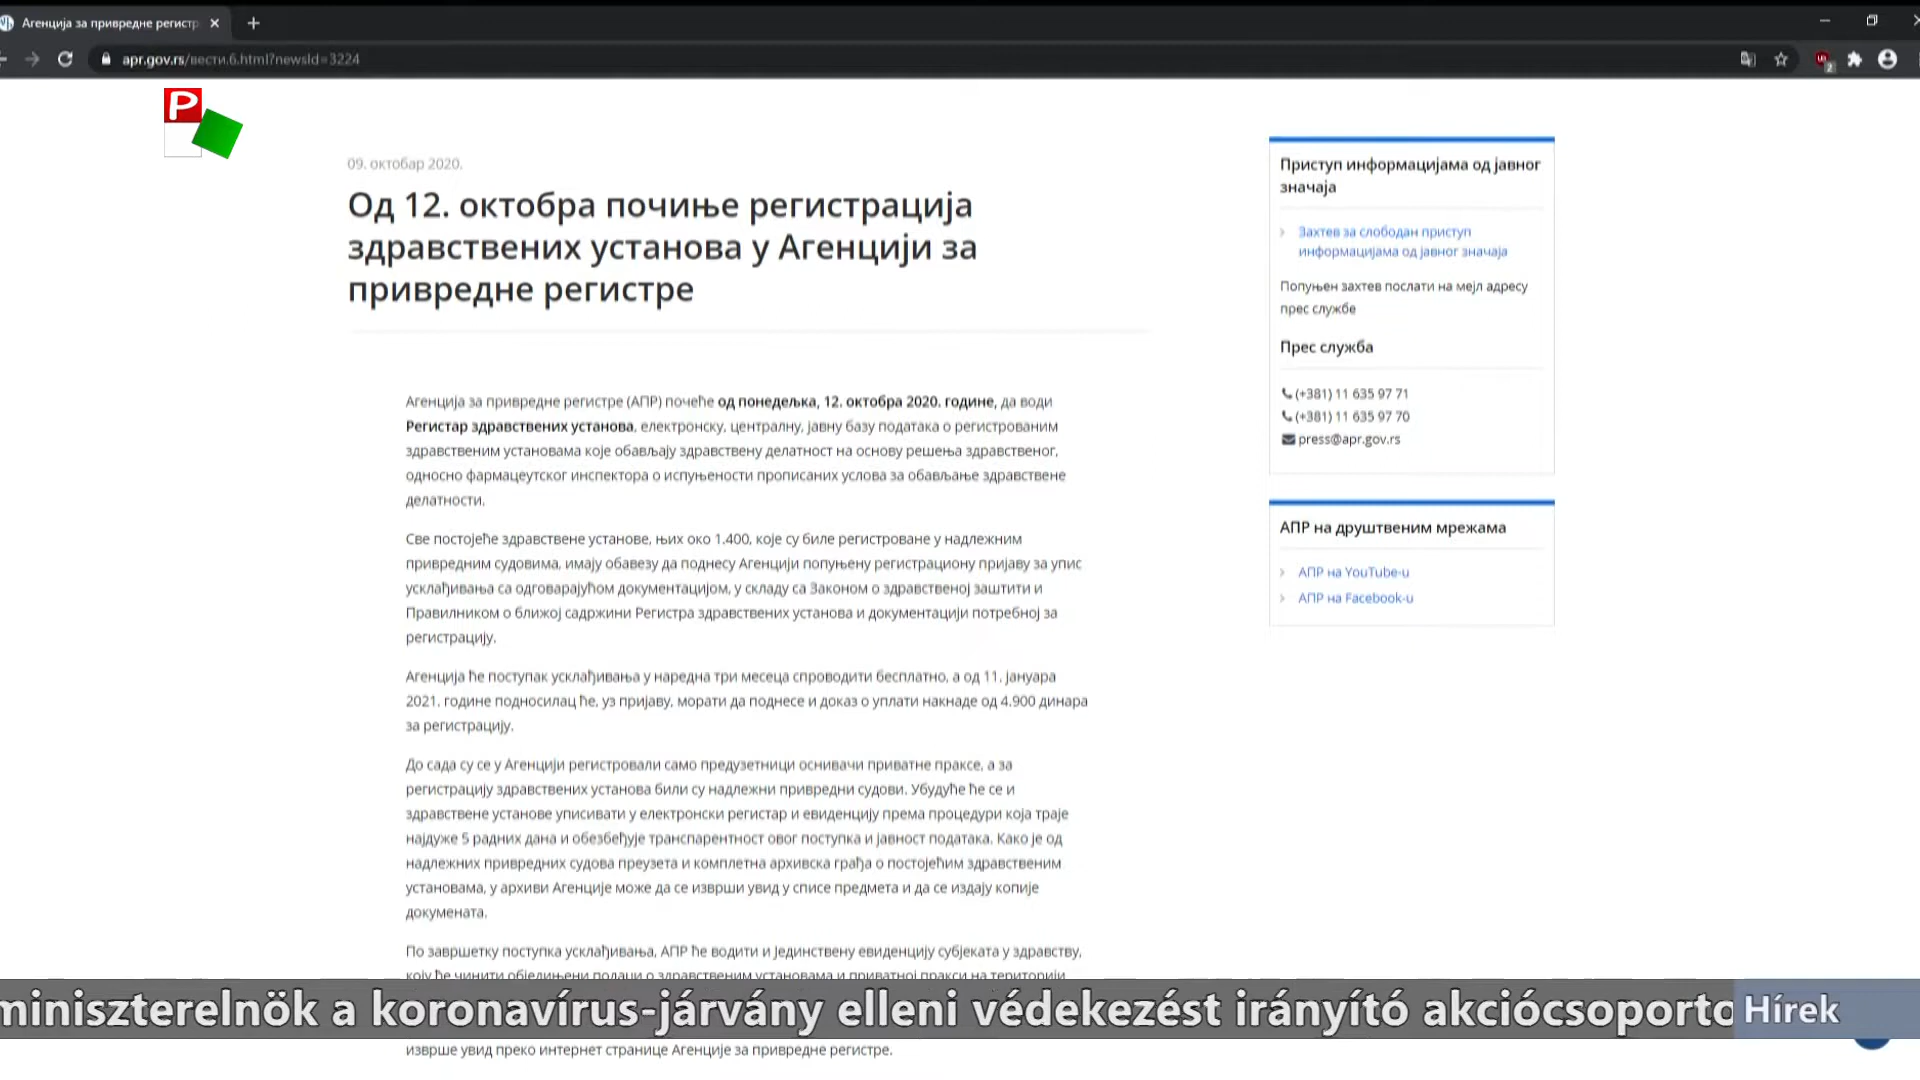 Агенција за привредне регистр
apr.gov.rs/вести.6.html?newsId=3224
P
09. октобар 2020.
Од 12. октобра почиње регистрација
здравствених установа у Агенцији за
привредне регистре
Агенција за привредне регистре (АПР) почеће од понедељка, 12. октобра 2020. године, да води
Регистар здравствених установа, електронску, централну, јавну базу података о регистрованим
здравственим установама које обављају здравствену делатност на основу решења здравственог,
односно фармацеутског инспектора о испуњености прописаних услова за обављање здравствене
делатности.
Све постојеће здравствене установе, њих око 1.400, које су биле регистроване у надлежним
привредним судовима, имају обавезу да поднесу Агенцији попуњену регистрациону пријаву за упис
усклађивања са одговарајућом документацијом, у складу са Законом о здравственој заштити и
Правилником о ближој садржини Регистра здравствених установа и документацији потребној за
регистрацију.
Агенција ће поступак усклађивања у наредна три месеца спроводити бесплатно, а од 11. јануара
2021. године подносилац ће, уз пријаву, морати да поднесе и доказ о уплати накнаде од 4.900 динара
за регистрацију.
До сада су се у Агенцији регистровали само предузетници оснивачи приватне праксе, а за
регистрацију здравствених установа били су надлежни привредни судови. Убудуће ће се и
здравствене установе уписивати у електронски регистар и евиденцију према процедури која траје
најдуже 5 радних дана и обезбеђује транспарентност овог поступка и јавност података. Како је од
надлежних привредних судова преузета и комплетна архивска грађа о постојећим здравственим
установама, у архиви Агенције може да се изврши увид у списе предмета и да се издају копије
докумената.
По завршетку поступка усклађивања, АПР ће водити и Јединствену евиденцију субјеката у здравству,
коју ће чинити обједињени подаци о здравственим установама и приватној пракси на територији
изврше увид преко интернет странице Агенције за привредне регистре.
Приступ информацијама од јавног
значаја
Захтев за слободан приступ
информацијама од јавног значаја
Попуњен захтев послати на мејл адресу
прес службе
Прес служба
(+381) 11 635 97 71
(+381) 11 635 97 70
press@apr.gov.rs
АПР на друштвеним мрежама
АПР на YouTube-u
АПР на Facebook-u
miniszterelnök a koronavírus-járvány elleni védekezést irányító akciócsoporto
Hírek